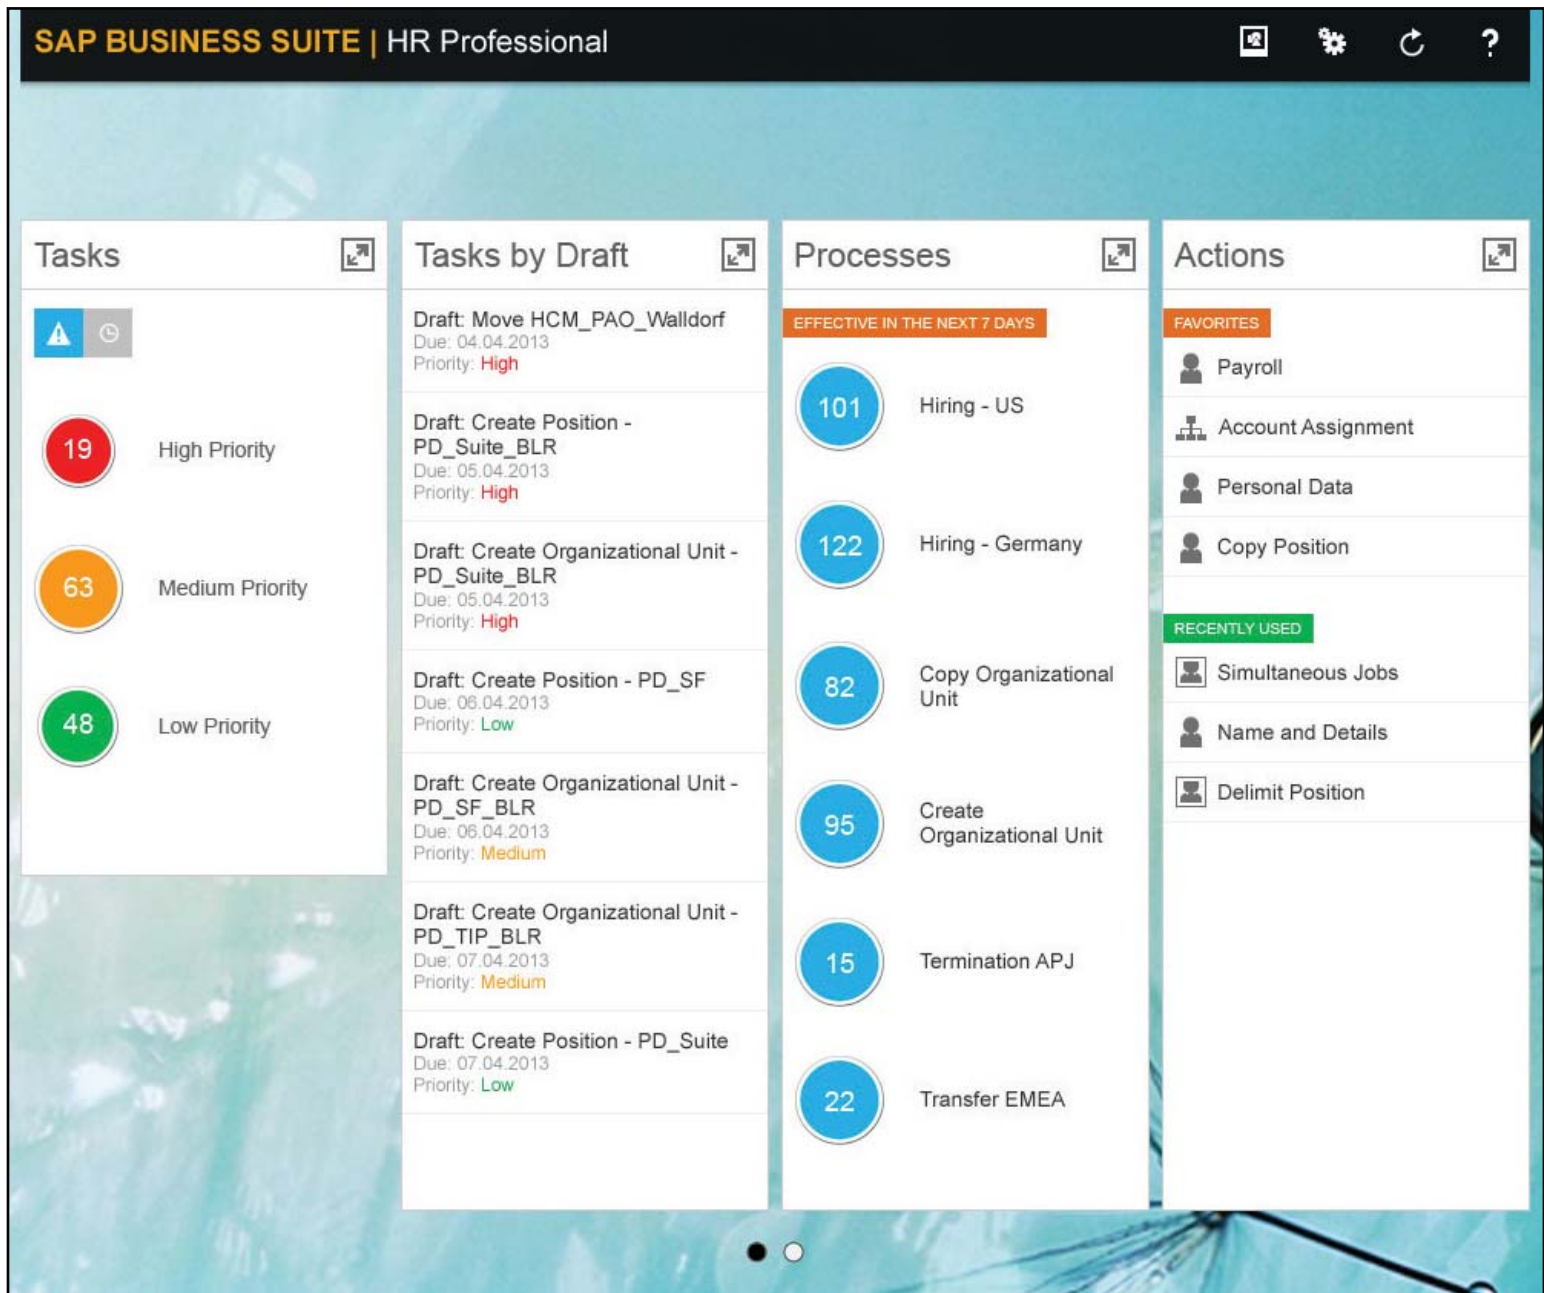 SAP BUSINESS SUITE | HR Professional
?
Tasks
19
High Priority
63
Medium Priority
48
Low Priority
Tasks by Draft
Draft: Move HCM_PAO_Walldorf
Due: 04.04.2013
Priority: High
Draft: Create Position -
PD_Suite_BLR
Due: 05.04.2013
Priority: High
Draft: Create Organizational Unit -
PD_Suite_BLR
Due: 05.04.2013
Priority: High
Draft: Create Position - PD_SF
Due: 06.04.2013
Priority: Low
Draft: Create Organizational Unit -
PD_SF_BLR
Due: 06.04.2013
Priority: Medium
Draft: Create Organizational Unit -
PD_TIP_BLR
Due: 07.04.2013
Priority: Medium
Draft: Create Position - PD_Suite
Due: 07.04.2013
Priority: Low
Processes
EFFECTIVE IN THE NEXT 7 DAYS
101
Hiring - US
122
Hiring - Germany
82
Copy Organizational
Unit
95
Create
Organizational Unit
15
Termination APJ
22
Transfer EMEA
Actions
FAVORITES
Payroll
Account Assignment
Personal Data
Copy Position
RECENTLY USED
Simultaneous Jobs
Name and Details
Delimit Position